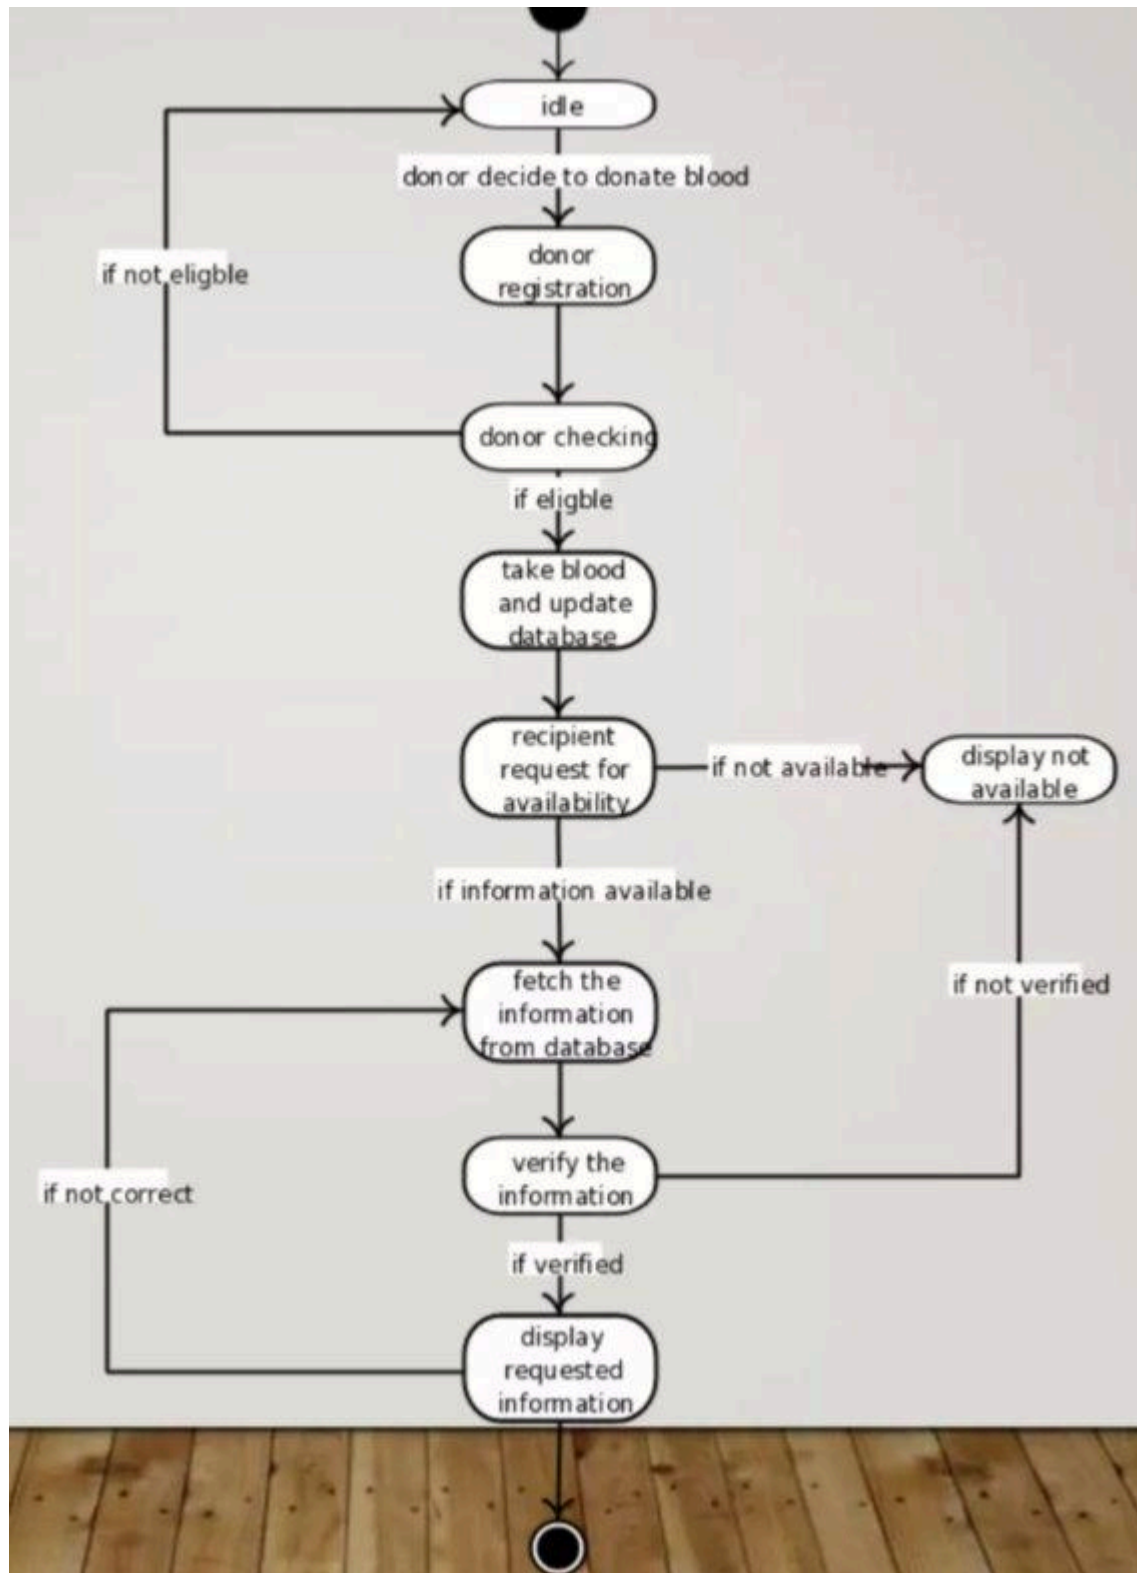 idle
donor decide to donate blood
donor
registration
if not eligble
donor checking
if eligble
take blood
and update
database
recipient
request for
availability
if not available
display not
available
if information available
fetch the
information
from database
if not verified
verify the
information
if not correct
if verified
display
requested
information